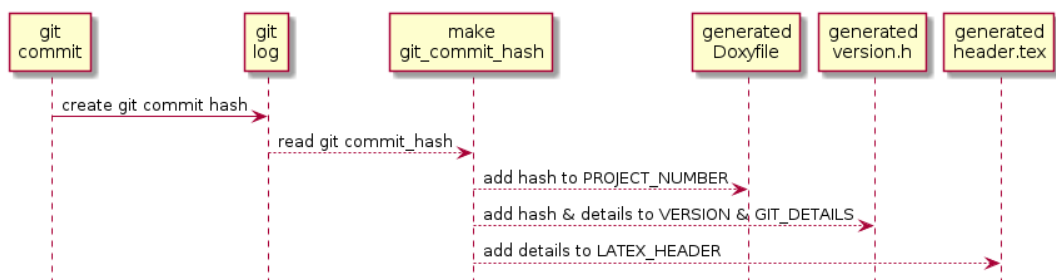 git
commit
git
log
make
git_commit_hash
generated
Doxyfile
generated
version.h
generated
header.tex
create git commit hash
read git commit_hash
add hash to PROJECT_NUMBER
add hash & details to VERSION & GIT_DETAILS
add details to LATEX_HEADER